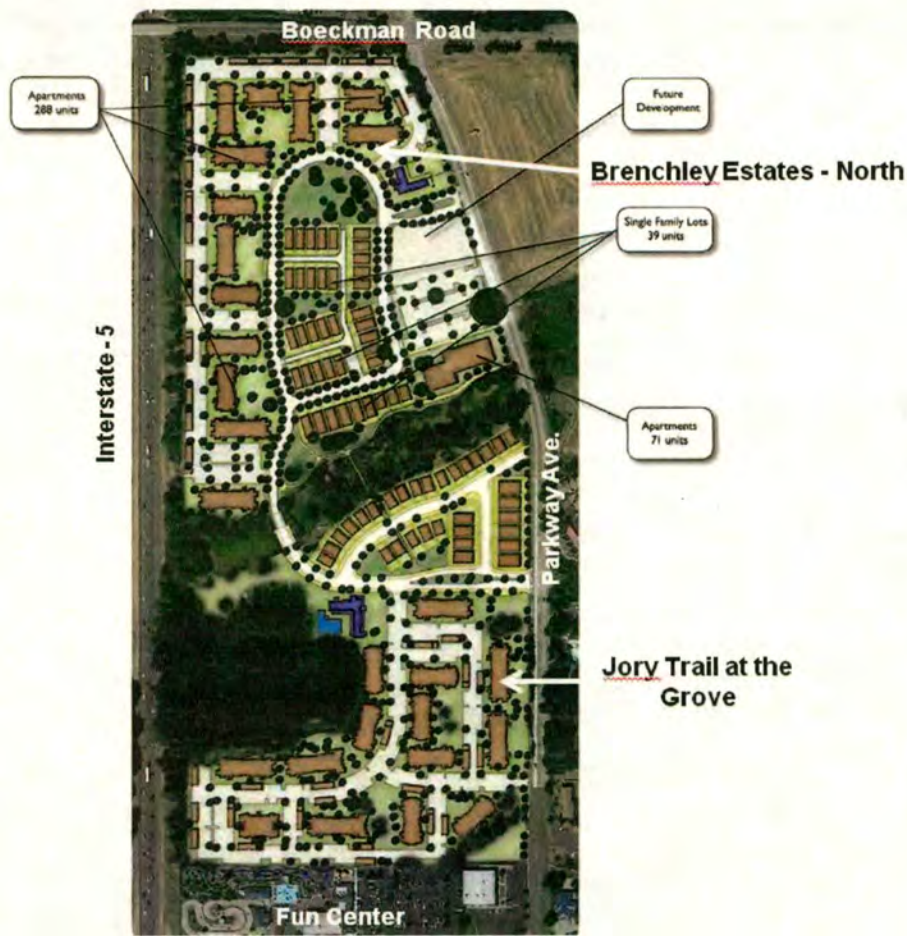 Boeckman Road
Apartments
288 units
Future
Development
Brenchley Estates - North
Single Family Lots
39 units
Interstate - 5
Apartments
71 units
Parkway Ave.
Jory Trail at the
Grove
Fun Center